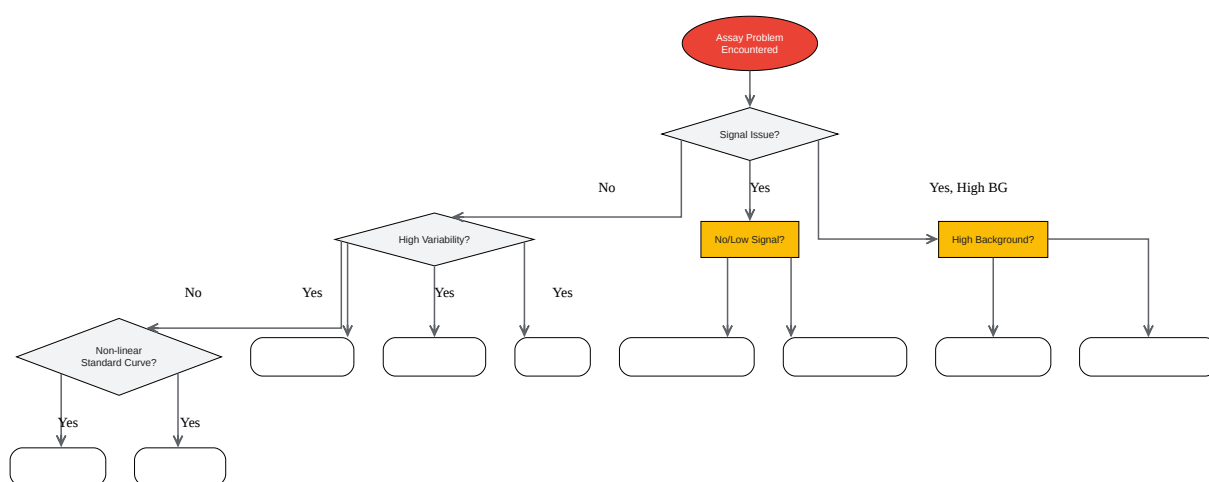 Assay Problem
Encountered
Signal Issue?
No
Yes
Yes, High BG
High Variability?
No/Low Signal?
High Background?
No
Yes
Yes
Yes
Non-linear
Standard Curve?
Yes
Yes